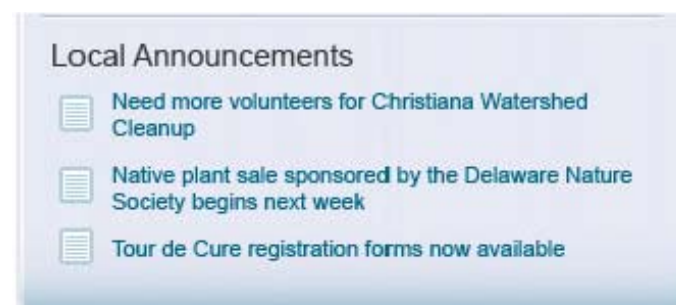 Local Announcements
Need more volunteers for Christiana Watershed
Cleanup
Native plant sale sponsored by the Delaware Nature
Society begins next week
Tour de Cure registration forms now available